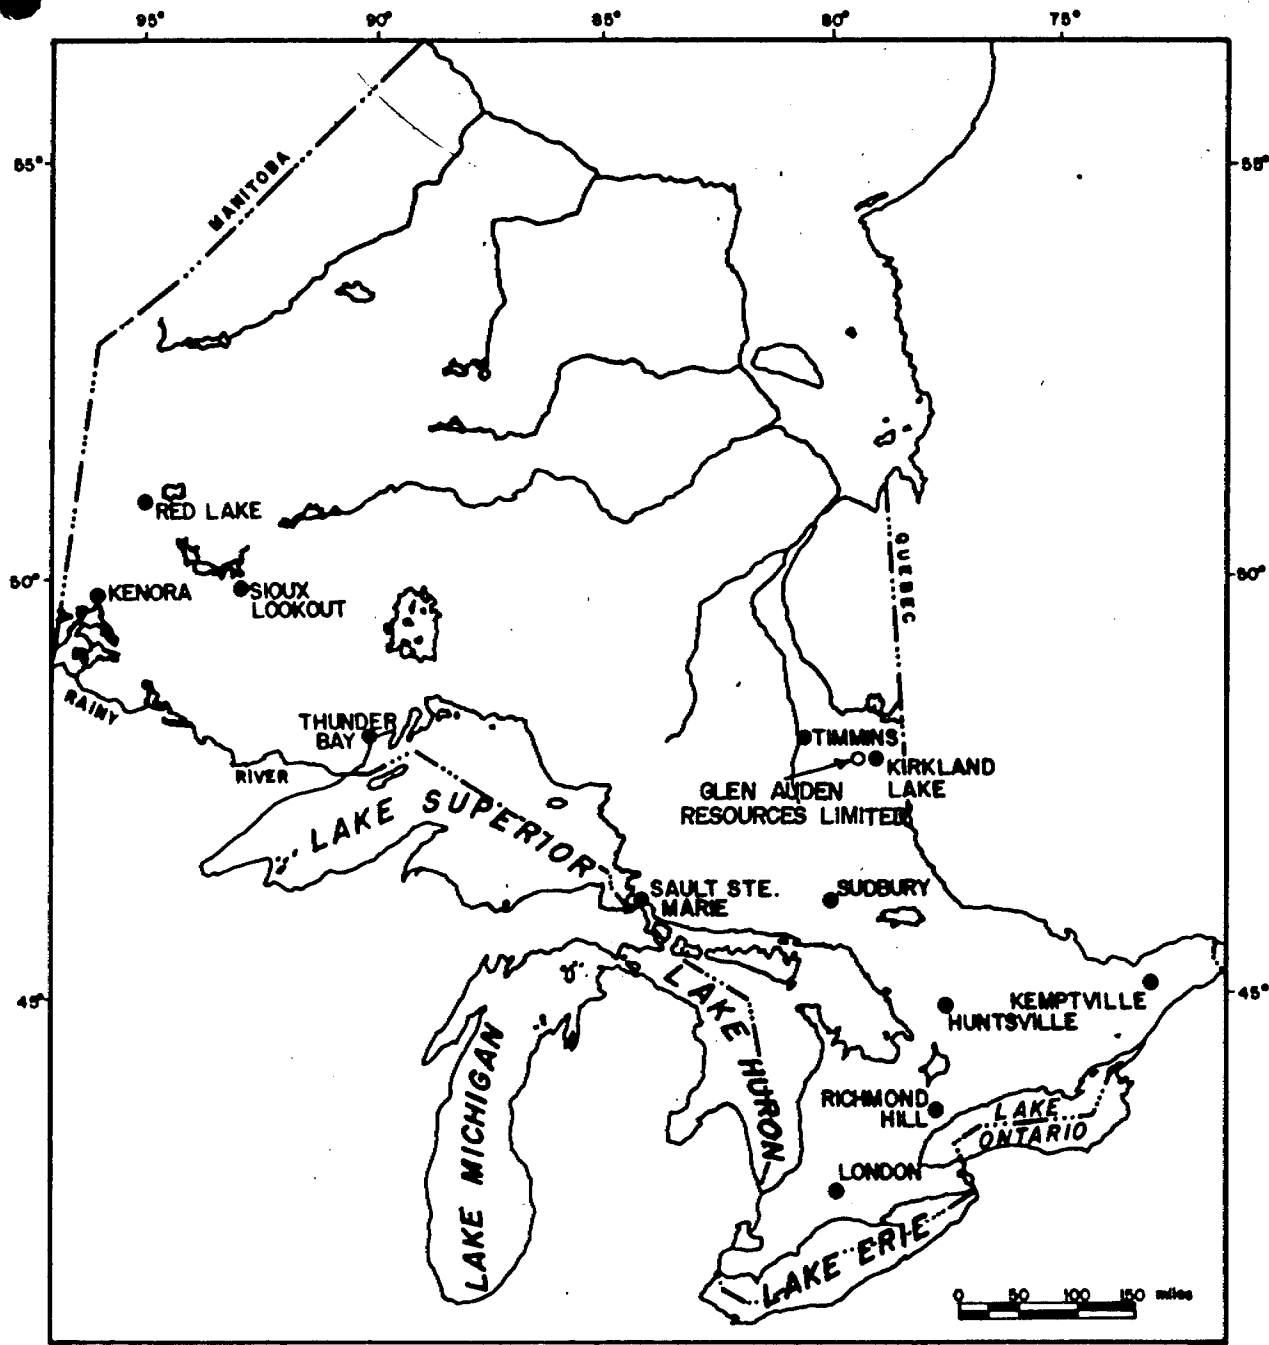 95° 90° 85° 80° 75°
55° 55°
MANITOBA
RED LAKE
QUEBEC
50° 50°
KENORA
SIOUX
LOOKOUT
RAINY
RIVER
THUNDER
BAY
TIMMINS
KIRKLAND
LAKE
GLEN AUDEN
RESOURCES LIMITED
LAKE SUPERIOR
SAULT STE.
MARIE
SUDBURY
45° 45°
KEMPTVILLE
HUNTSVILLE
LAKE HURON
LAKE MICHIGAN
RICHMOND
HILL
LAKE
ONTARIO
LONDON
LAKE ERIE
0 50 100 150 miles